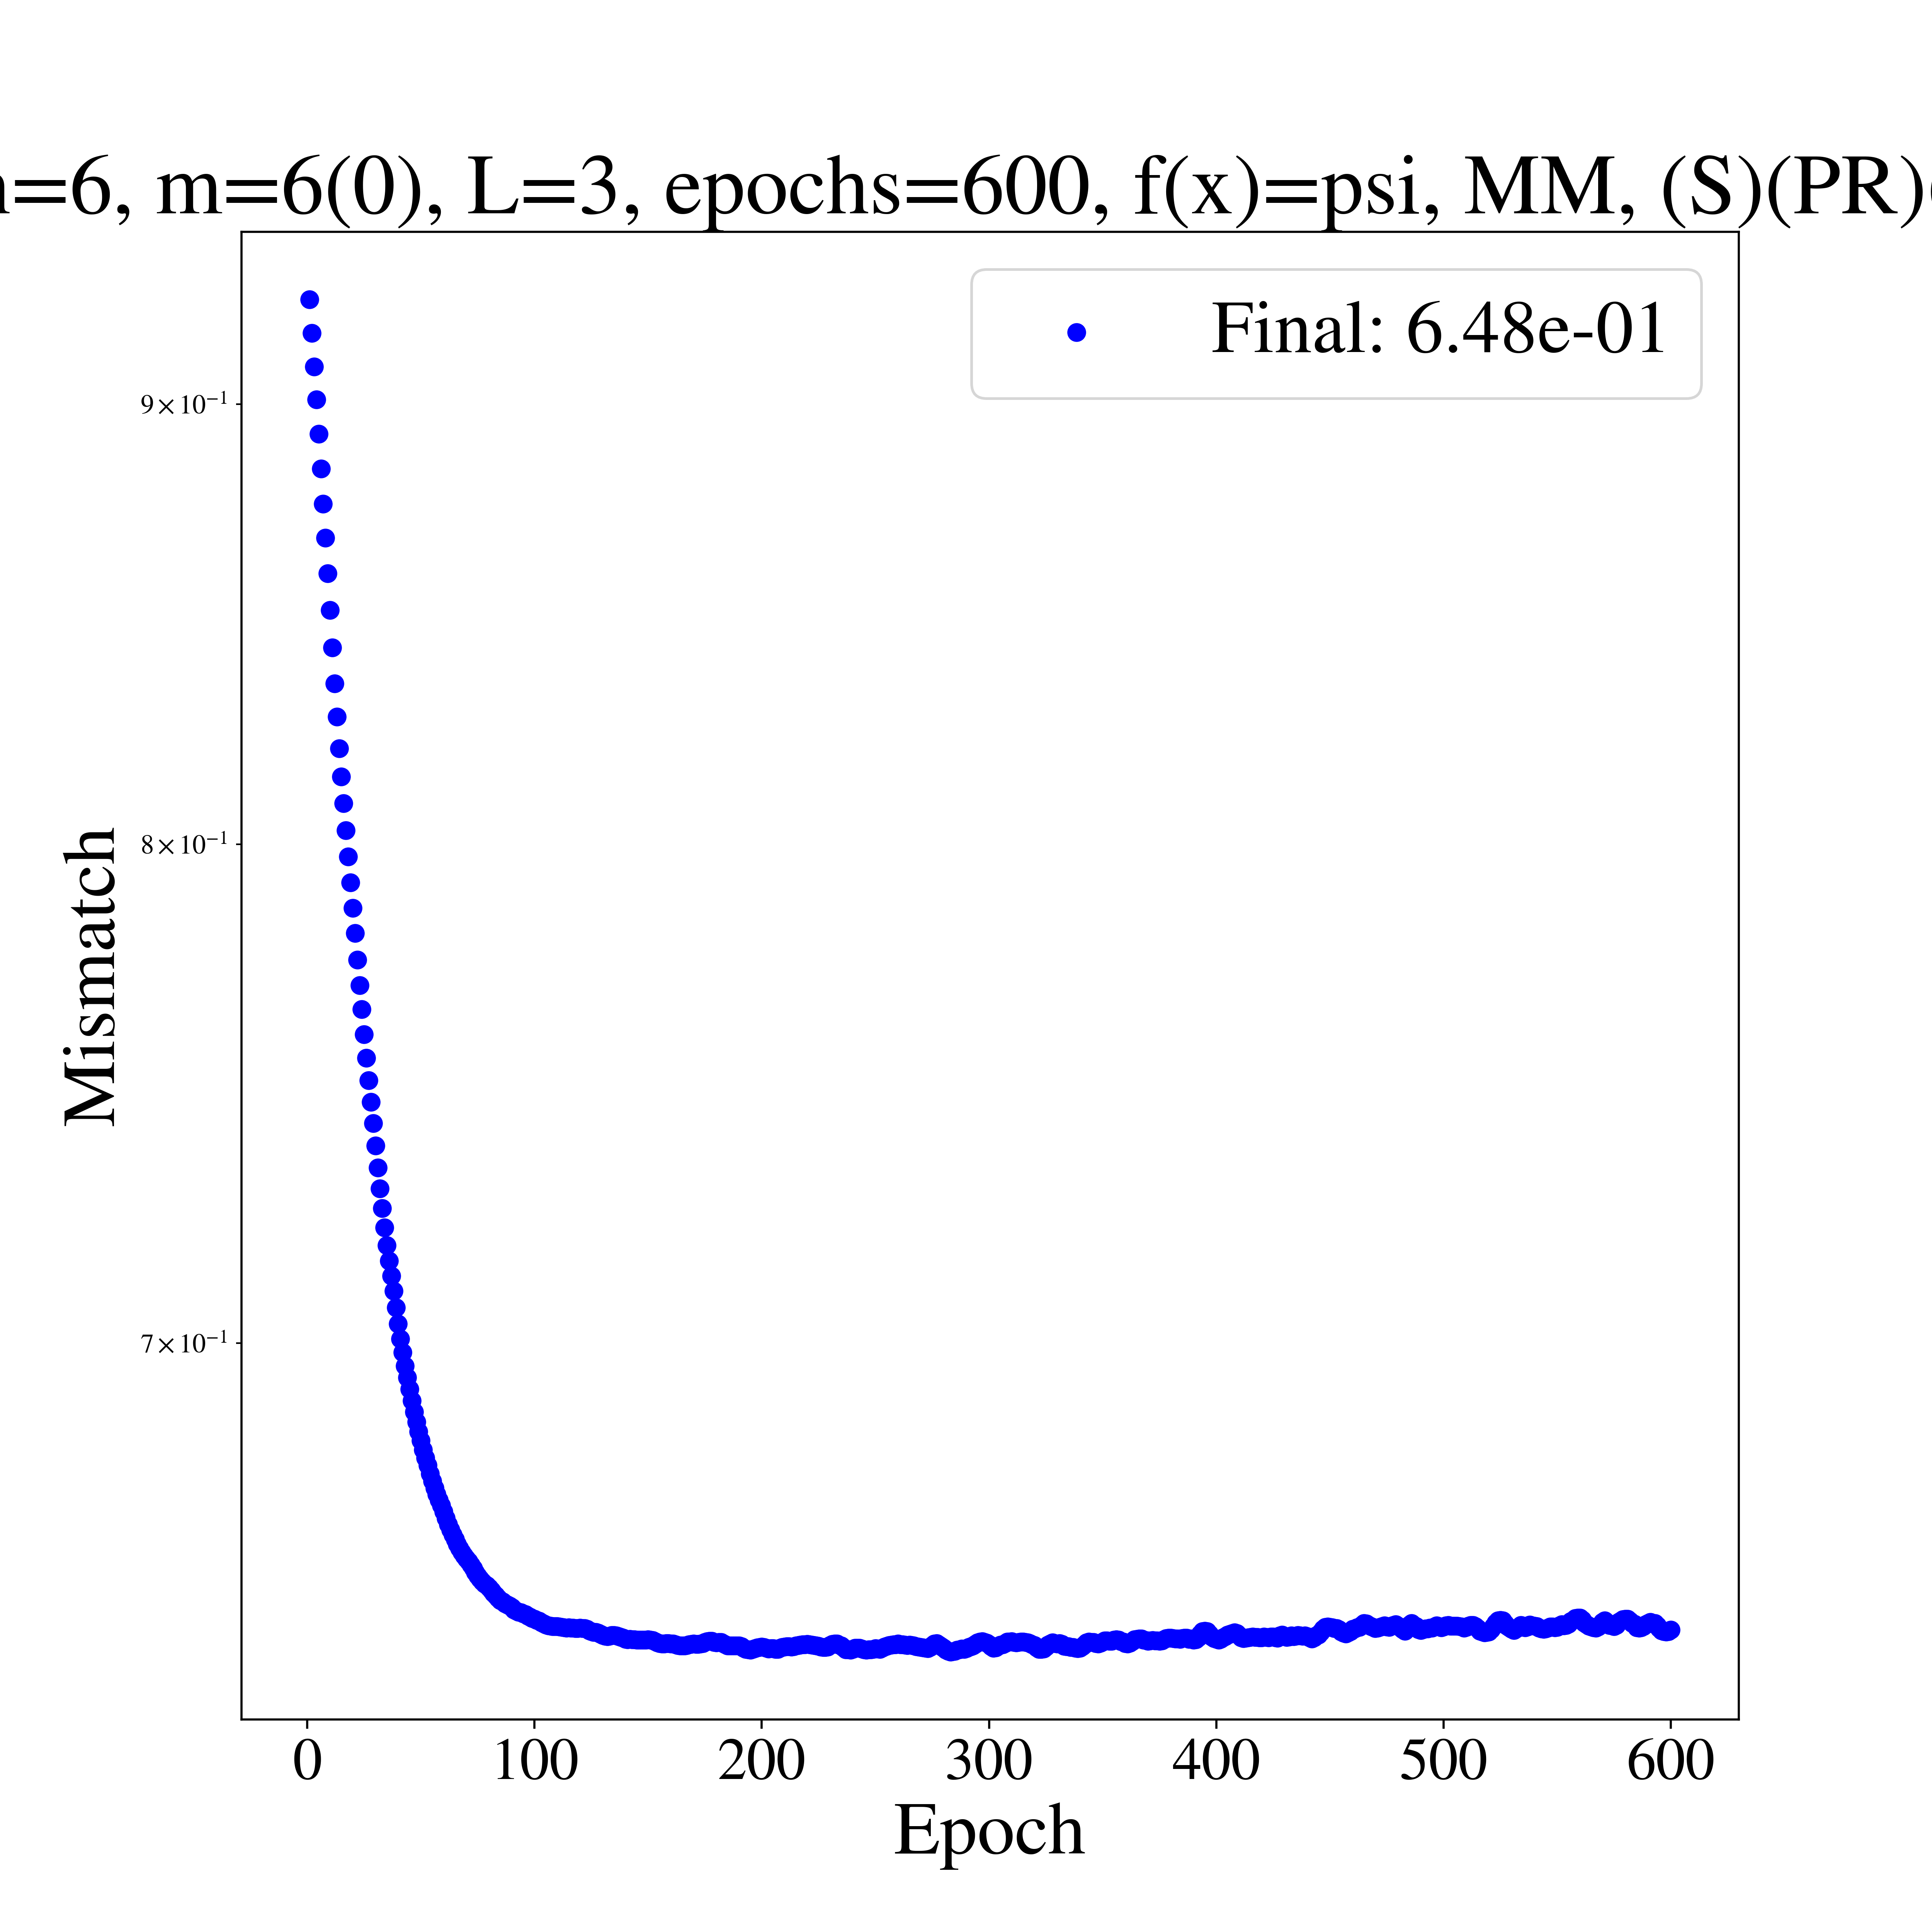 =6, m=6(0), L=3, epochs=600, f(x)=psi, MM, (S)(PR)(
Final: 6.48e-01
9×10⁻¹
8×10⁻¹
7×10⁻¹
Mismatch
0 100 200 300 400 500 600
Epoch